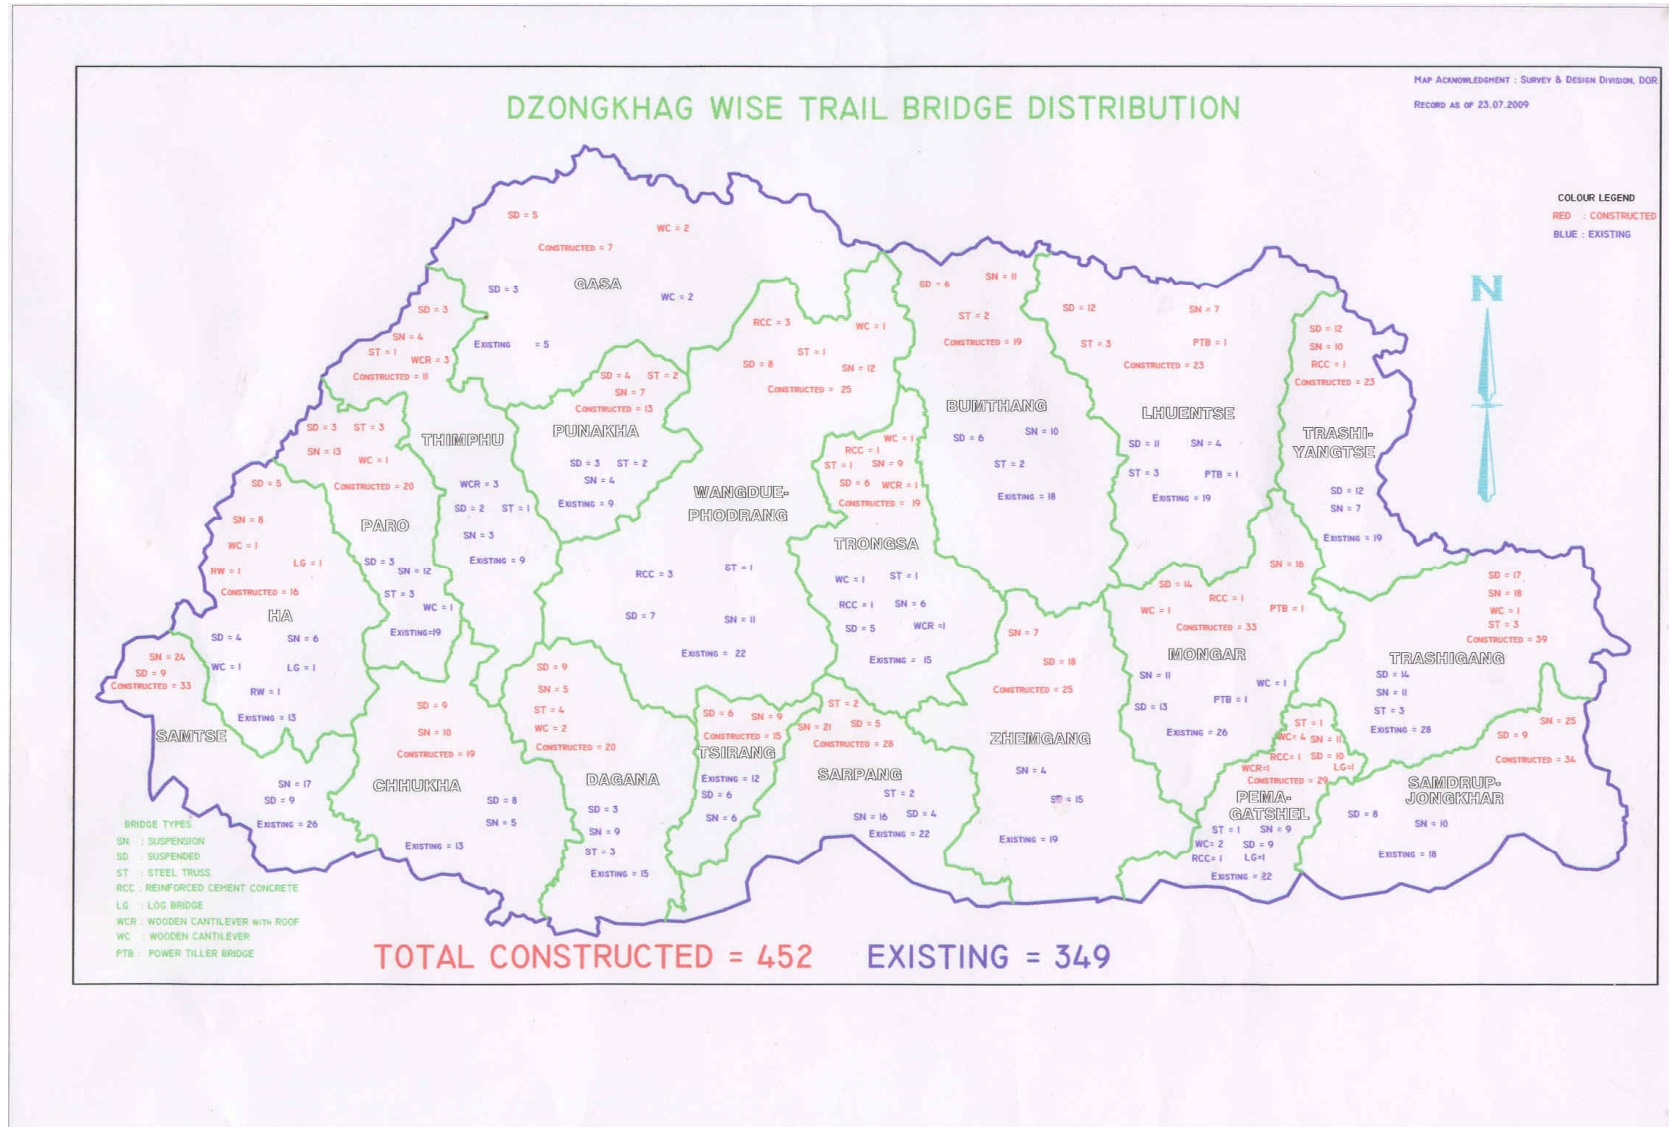 MAP ACKNOWLEDGMENT : SURVEY & DESIGN DIVISION, DOR
RECORD AS OF 23.07.2009
DZONGKHAG WISE TRAIL BRIDGE DISTRIBUTION
COLOUR LEGEND
RED : CONSTRUCTED
BLUE : EXISTING
N
SD = 5
WC = 2
CONSTRUCTED = 7
GASA
SD = 3
WC = 2
EXISTING = 5
SD = 3
SN = 4
ST = 1
WCR = 3
CONSTRUCTED = 11
THIMPHU
WCR = 3
SD = 2 ST = 1
SN = 3
EXISTING = 9
SD = 4 ST = 2
SN = 7
CONSTRUCTED = 13
PUNAKHA
SD = 3 ST = 2
SN = 4
EXISTING = 9
RCC = 3
WC = 1
ST = 1
SD = 8
SN = 12
CONSTRUCTED = 25
WANGDUE-
PHODRANG
ST = 1
RCC = 3
SD = 7
SN = 11
EXISTING = 22
SD = 3 ST = 3
SN = 13
WC = 1
CONSTRUCTED = 20
PARO
SD = 3
SN = 12
ST = 3
WC = 1
EXISTING=19
SD = 5
SN = 8
WC = 1
LG = 1
RW = 1
CONSTRUCTED = 16
HA
SD = 4 SN = 6
WC = 1 LG = 1
RW = 1
EXISTING = 13
SN = 24
SD = 9
CONSTRUCTED = 33
SAMTSE
SN = 17
SD = 9
EXISTING = 26
SD = 9
SN = 10
CONSTRUCTED = 19
CHHUKHA
SD = 8
SN = 5
EXISTING = 13
SD = 9
SN = 5
ST = 4
WC = 2
CONSTRUCTED = 20
DAGANA
SD = 3
SN = 9
ST = 3
EXISTING = 15
SD = 6 SN = 9
CONSTRUCTED = 15
TSIRANG
EXISTING = 12
SD = 6
SN = 6
ST = 2
SN = 21 SD = 5
CONSTRUCTED = 28
SARPANG
ST = 2
SN = 16 SD = 4
EXISTING = 22
WC = 1
RCC = 1
ST = 1 SN = 9
SD = 6 WCR = 1
CONSTRUCTED = 19
TRONGSA
WC = 1 ST = 1
RCC = 1 SN = 6
SD = 5 WCR =1
EXISTING = 15
SN = 11
SD = 6
ST = 2
CONSTRUCTED = 19
BUMTHANG
SD = 6 SN = 10
ST = 2
EXISTING = 18
SD = 12 SN = 7
ST = 3 PTB = 1
CONSTRUCTED = 23
LHUENTSE
SD = 11 SN = 4
ST = 3 PTB = 1
EXISTING = 19
SD = 12
SN = 10
RCC = 1
CONSTRUCTED = 23
TRASHI-
YANGTSE
SD = 12
SN = 7
EXISTING = 19
SN = 16
SD = 14
RCC = 1
WC = 1 PTB = 1
CONSTRUCTED = 33
MONGAR
SN = 11
WC = 1
PTB = 1
SD = 13
EXISTING = 26
SD = 17
SN = 18
WC = 1
ST = 3
CONSTRUCTED = 39
TRASHIGANG
SD = 14
SN = 11
ST = 3
EXISTING = 28
SN = 7
SD = 18
CONSTRUCTED = 25
ZHEMGANG
SN = 4
= 15
EXISTING = 19
ST = 1
WC= 4 SN = 11
RCC= 1 SD = 10
WCR=1 LG=1
CONSTRUCTED = 29
PEMA-
GATSHEL
ST = 1 SN = 9
WC= 2 SD = 9
RCC= 1 LG=1
EXISTING = 22
SN = 25
SD = 9
CONSTRUCTED = 34
SAMDRUP-
JONGKHAR
SD = 8
SN = 10
EXISTING = 18
BRIDGE TYPES
SN : SUSPENSION
SD : SUSPENDED
ST : STEEL TRUSS
RCC : REINFORCED CEMENT CONCRETE
LG : LOG BRIDGE
WCR : WOODEN CANTILEVER WITH ROOF
WC : WOODEN CANTILEVER
PTB : POWER TILLER BRIDGE
TOTAL CONSTRUCTED = 452 EXISTING = 349